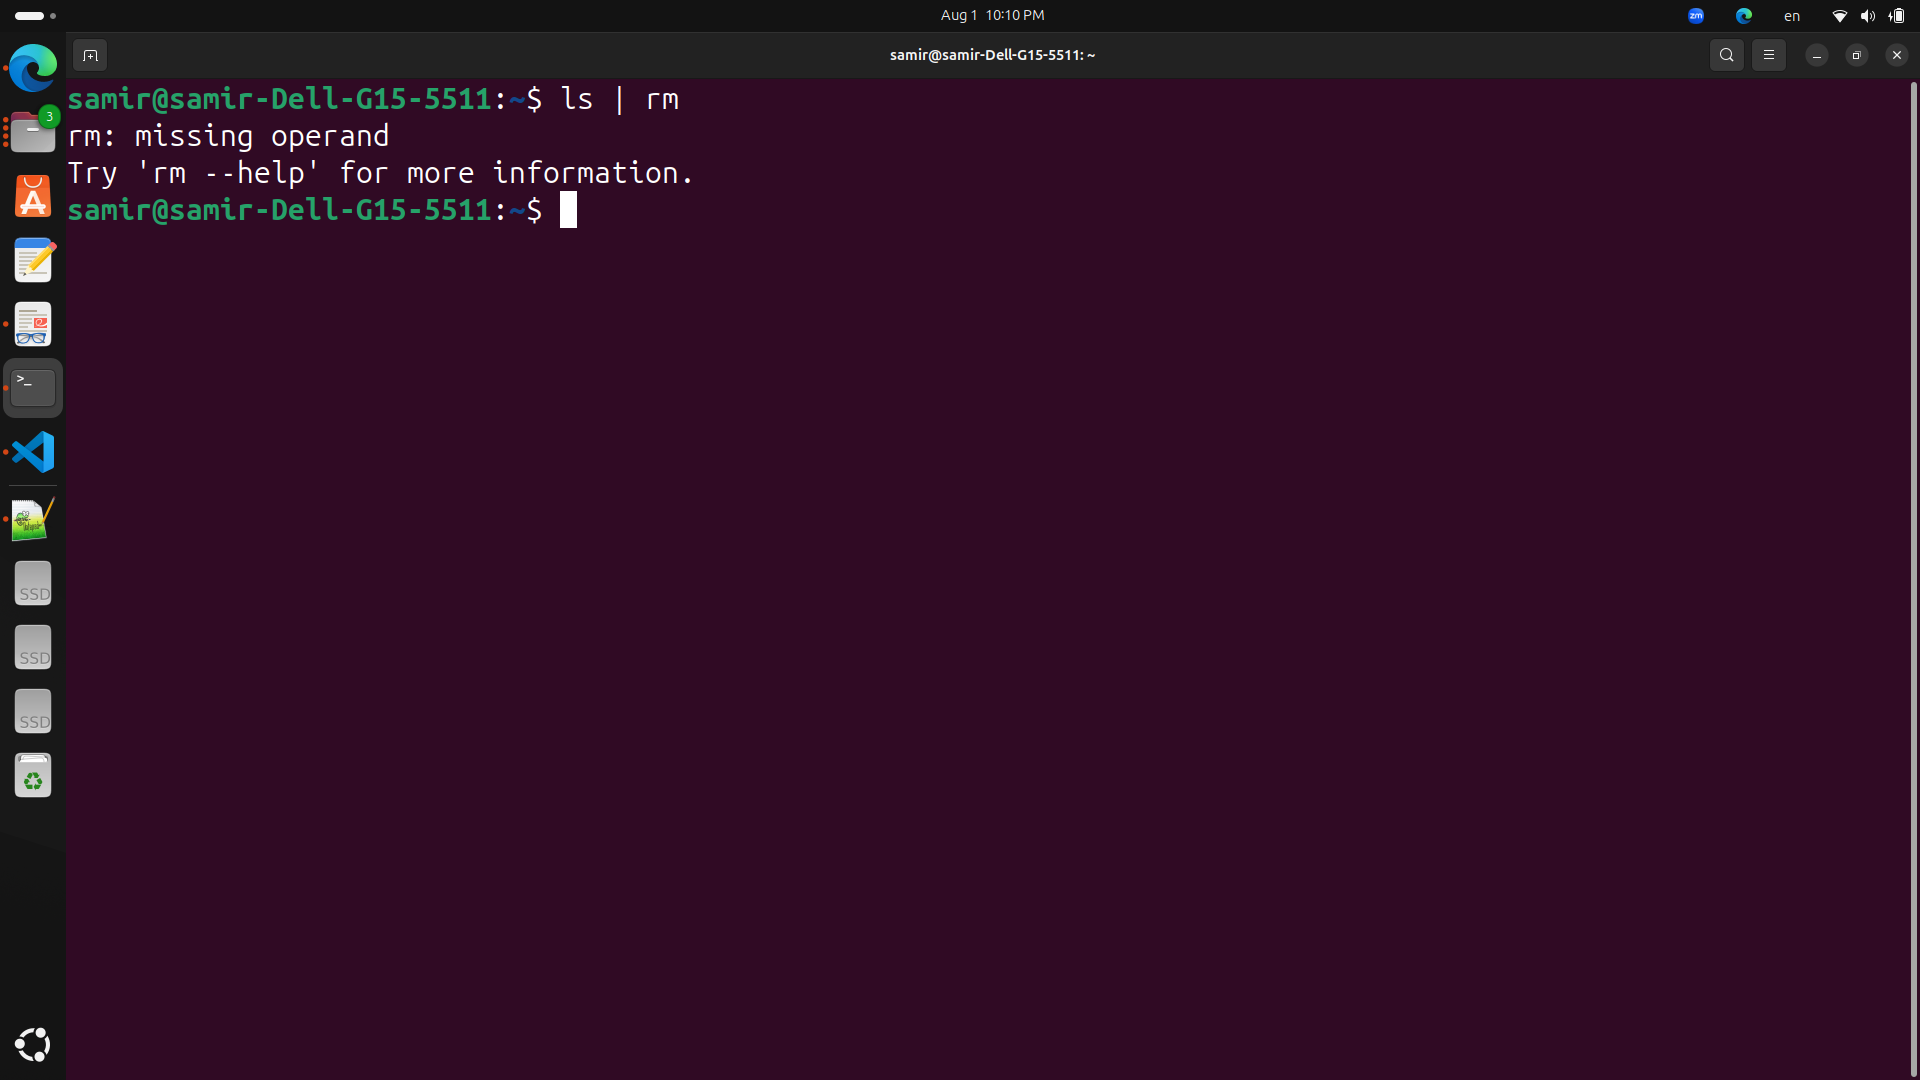 Aug 1 10:10 PM
zm
en
samir@samir-Dell-G15-5511: ~
samir@samir-Dell-G15-5511:~$ ls | rm
rm: missing operand
Try 'rm --help' for more information.
samir@samir-Dell-G15-5511:~$
3
>_
SSD
SSD
SSD